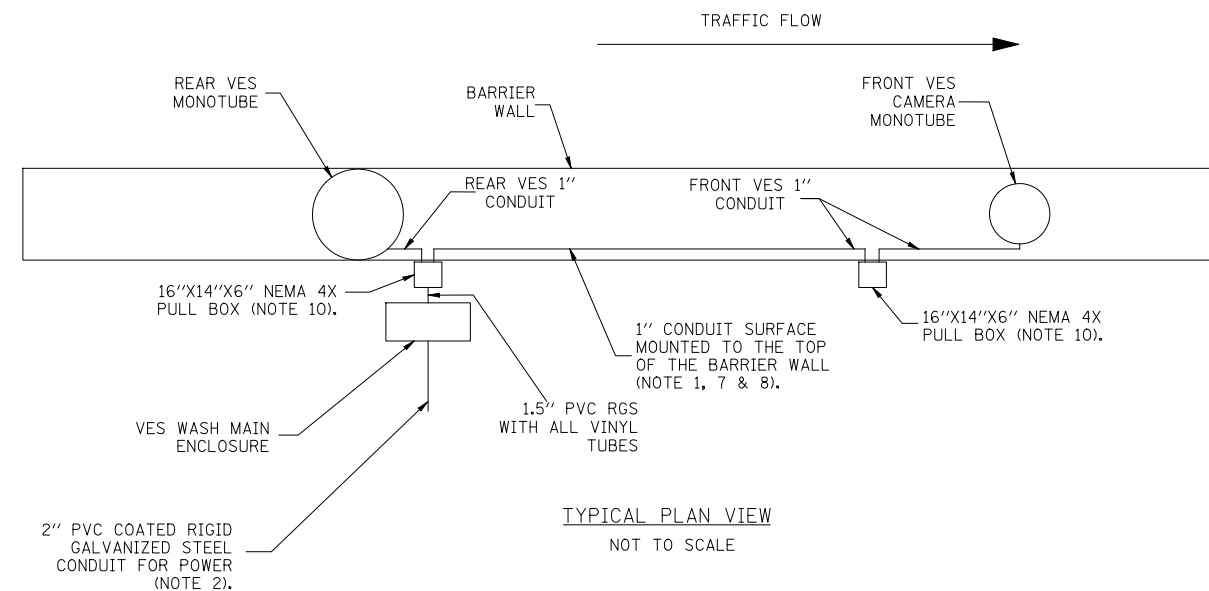 TRAFFIC FLOW
REAR VES
MONOTUBE
BARRIER
WALL
FRONT VES
CAMERA
MONOTUBE
REAR VES 1"
CONDUIT
FRONT VES 1"
CONDUIT
16"X14"X6" NEMA 4X
PULL BOX (NOTE 10).
16"X14"X6" NEMA 4X
PULL BOX (NOTE 10).
1" CONDUIT SURFACE
MOUNTED TO THE TOP
OF THE BARRIER WALL
(NOTE 1, 7 & 8).
1.5" PVC RGS
WITH ALL VINYL
TUBES
VES WASH MAIN
ENCLOSURE
2" PVC COATED RIGID
GALVANIZED STEEL
CONDUIT FOR POWER
(NOTE 2).
TYPICAL PLAN VIEW
NOT TO SCALE